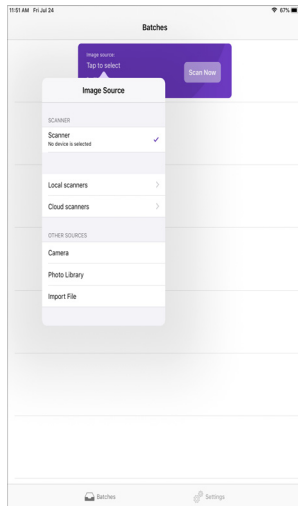 11:51 AM Fri Jul 24
67%
Batches
Image source:
Tap to select
Scan Now
Image Source
SCANNER
Scanner
No device is selected
Local scanners
Cloud scanners
OTHER SOURCES
Camera
Photo Library
Import File
Batches
Settings